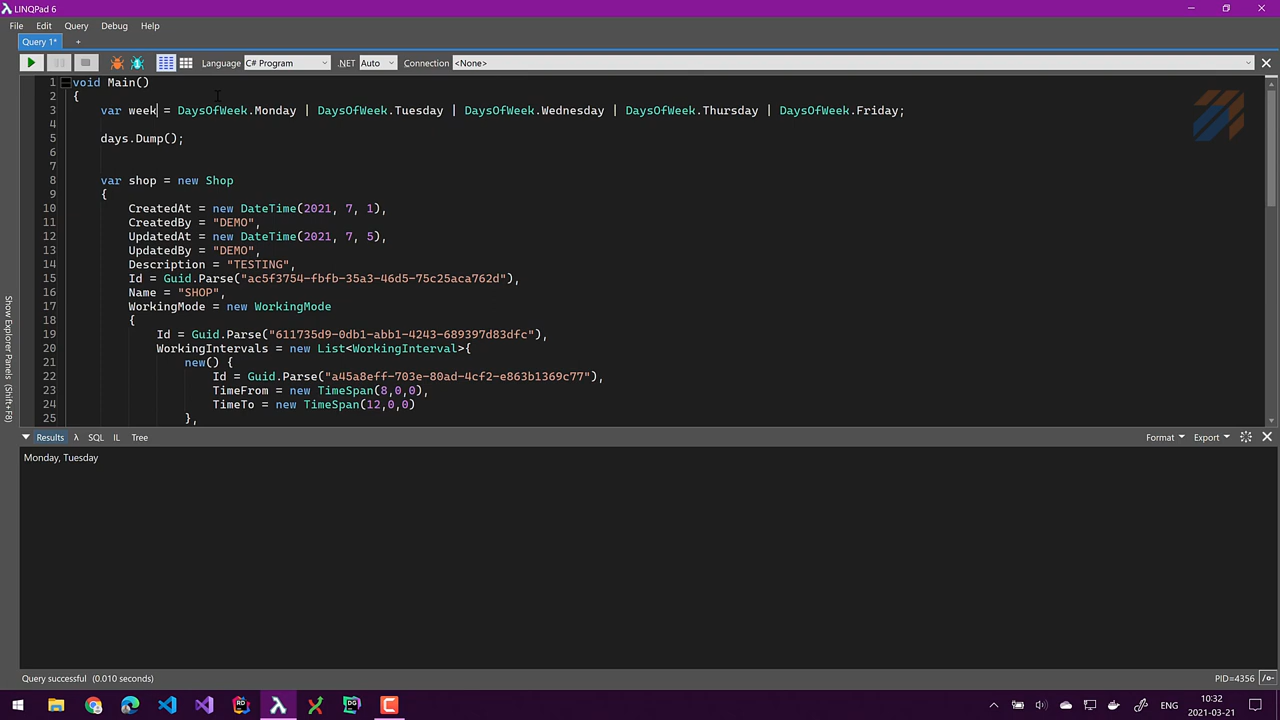 LINQPad 6
File Edit Query Debug Help
Query 1* +
Language C# Program .NET Auto Connection <None>
1 void Main()
2 {
3 var week = DaysOfWeek.Monday | DaysOfWeek.Tuesday | DaysOfWeek.Wednesday | DaysOfWeek.Thursday | DaysOfWeek.Friday;
4
5 days.Dump();
6
7
8 var shop = new Shop
9 {
10 CreatedAt = new DateTime(2021, 7, 1),
11 CreatedBy = "DEMO",
12 UpdatedAt = new DateTime(2021, 7, 5),
13 UpdatedBy = "DEMO",
14 Description = "TESTING",
15 Id = Guid.Parse("ac5f3754-fbfb-35a3-46d5-75c25aca762d"),
16 Name = "SHOP",
17 WorkingMode = new WorkingMode
18 {
19 Id = Guid.Parse("611735d9-0db1-abb1-4243-689397d83dfc"),
20 WorkingIntervals = new List<WorkingInterval>{
21 new() {
22 Id = Guid.Parse("a45a8eff-703e-80ad-4cf2-e863b1369c77"),
23 TimeFrom = new TimeSpan(8,0,0),
24 TimeTo = new TimeSpan(12,0,0)
25 },
Show Explorer Panels (Shift+F8)
Results λ SQL IL Tree Format Export
Monday, Tuesday
Query successful (0.010 seconds) PID=4356 /o-
ENG 10:32
2021-03-21